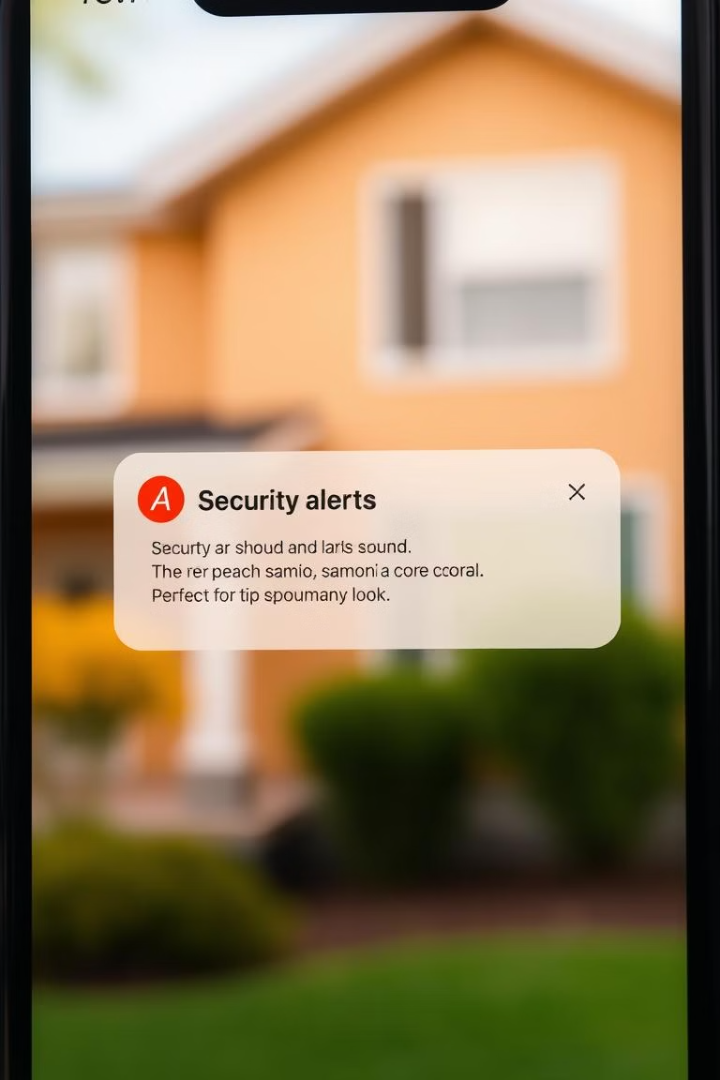 A Security alerts
Securty ar shoud and larls sound.
The rer peach samio, samonia core ccoral.
Perfect for tip spoumany look.